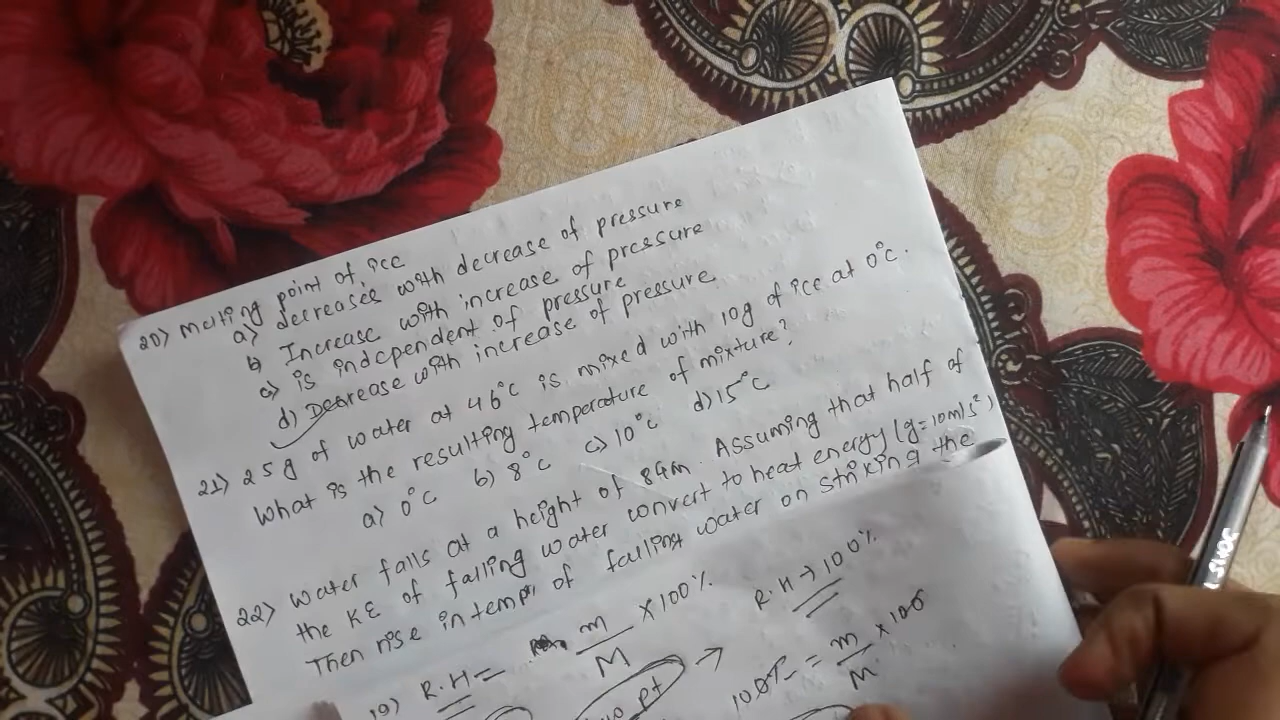 20) Melting point of ice
a) decreases with decrease of pressure
b) Increase with increase of pressure
c) is independent of pressure
d) Decrease with increase of pressure
21) 25g of water at 46°C is mixed with 10g of ice at 0°C.
What is the resulting temperature of mixture?
a) 0°C b) 8°C c) 10°C d) 15°C
22) Water falls at a height of 84m. Assuming that half of
the KE of falling water convert to heat energy (g=10m/s²)
Then rise in temp. of falling water on striking the
19) R.H = m/M ×100% R.H → 100%
100% = m/M ×100
pt